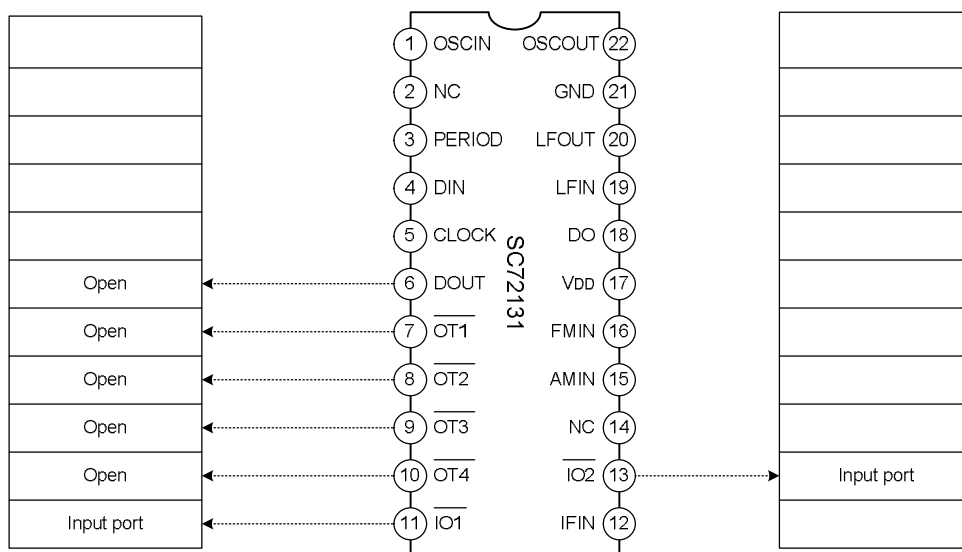 1 OSCIN OSCOUT 22
2 NC GND 21
3 PERIOD LFOUT 20
4 DIN LFIN 19
5 CLOCK DO 18
Open 6 DOUT VDD 17
Open 7 OT1 FMIN 16
Open 8 OT2 AMIN 15
Open 9 OT3 NC 14
Open 10 OT4 IO2 13 Input port
Input port 11 IO1 IFIN 12
SC72131